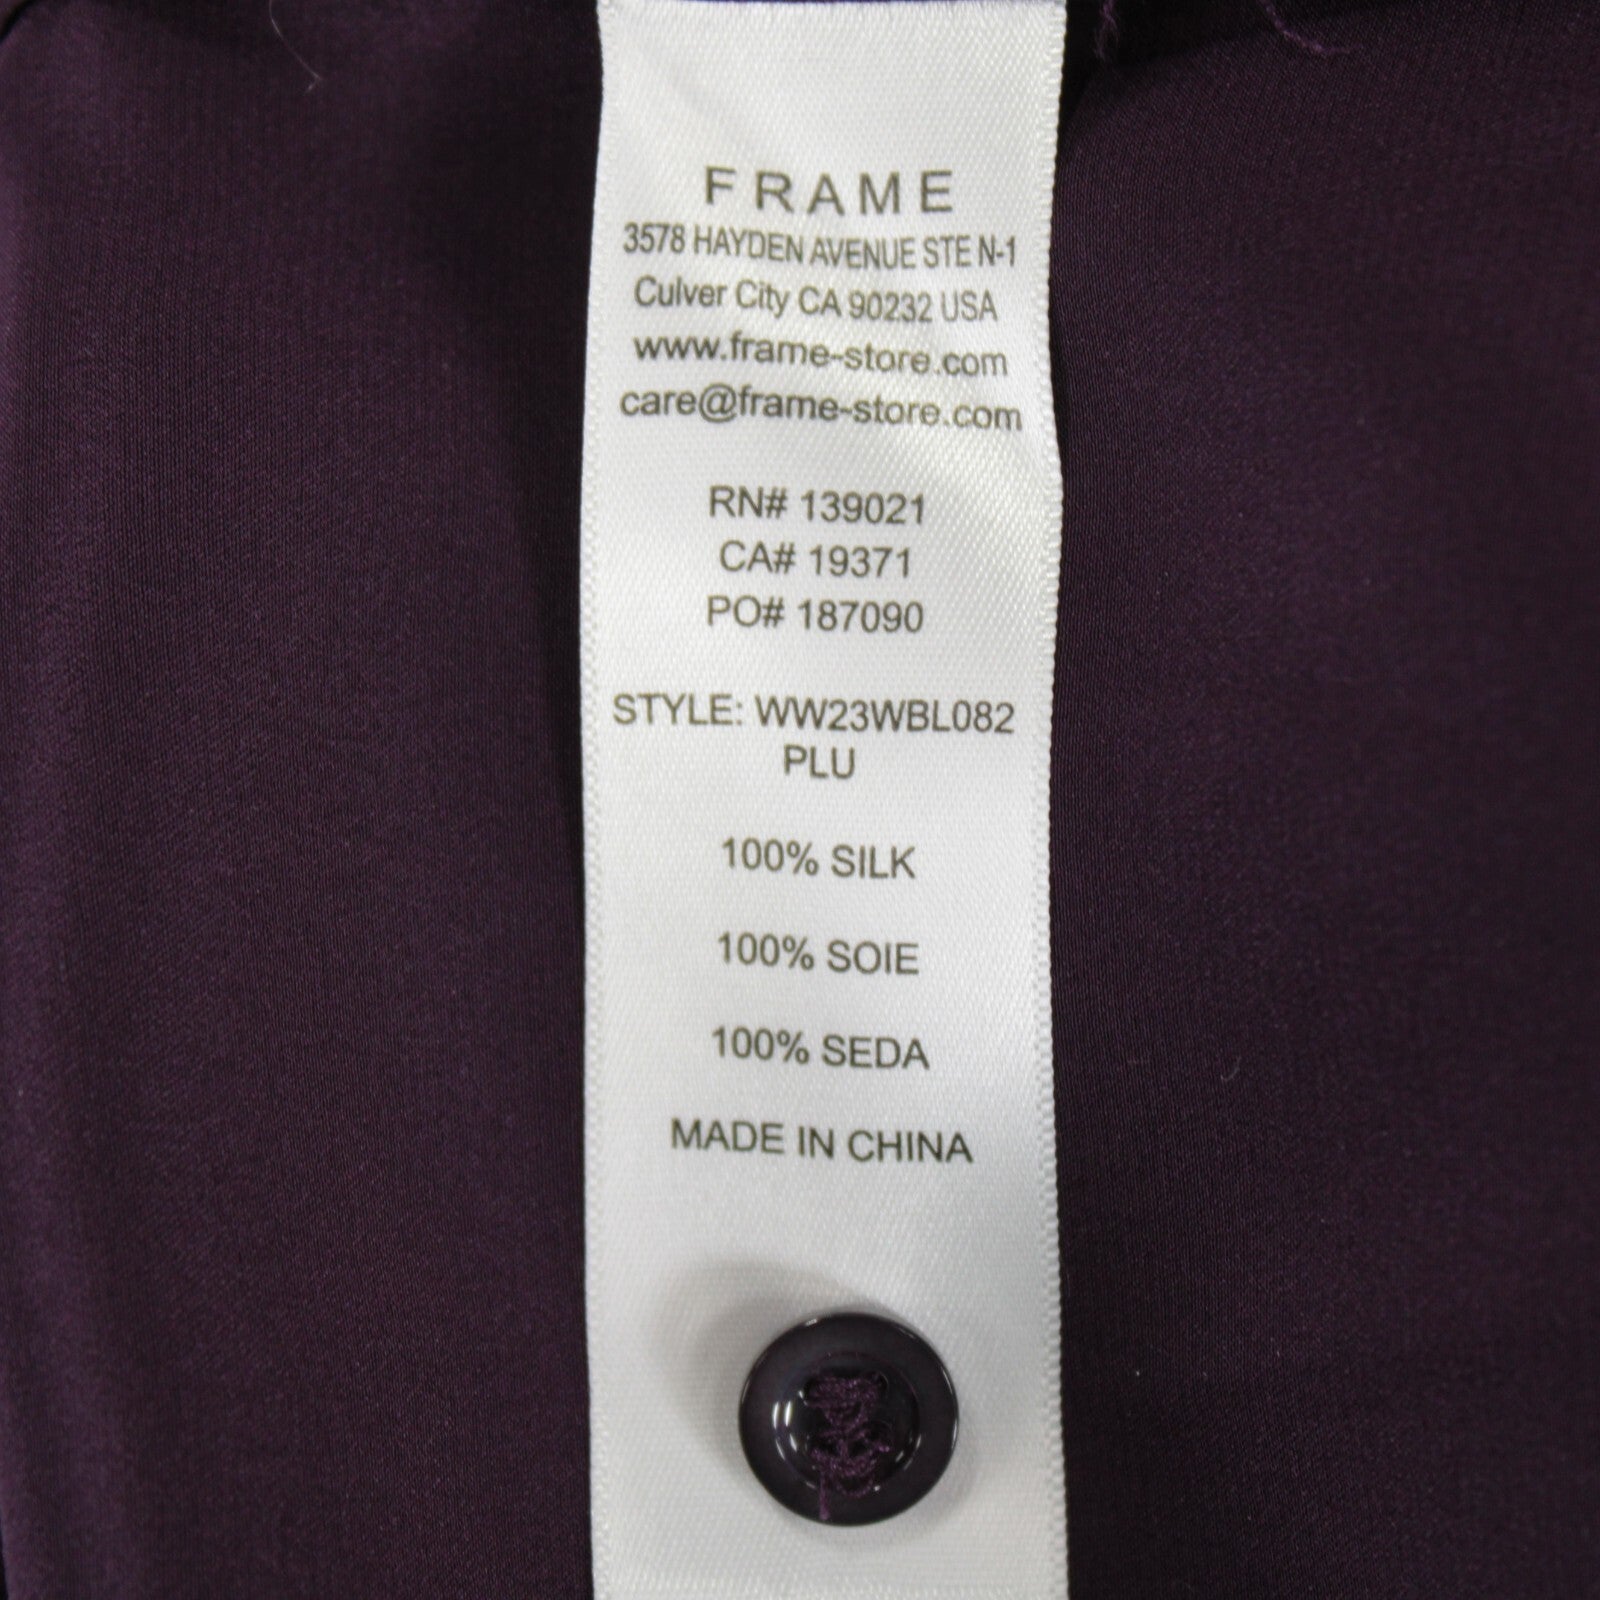 FRAME
3578 HAYDEN AVENUE STE N-1
Culver City CA 90232 USA
www.frame-store.com
care@frame-store.com
RN# 139021
CA# 19371
PO# 187090
STYLE: WW23WBL082
PLU
100% SILK
100% SOIE
100% SEDA
MADE IN CHINA